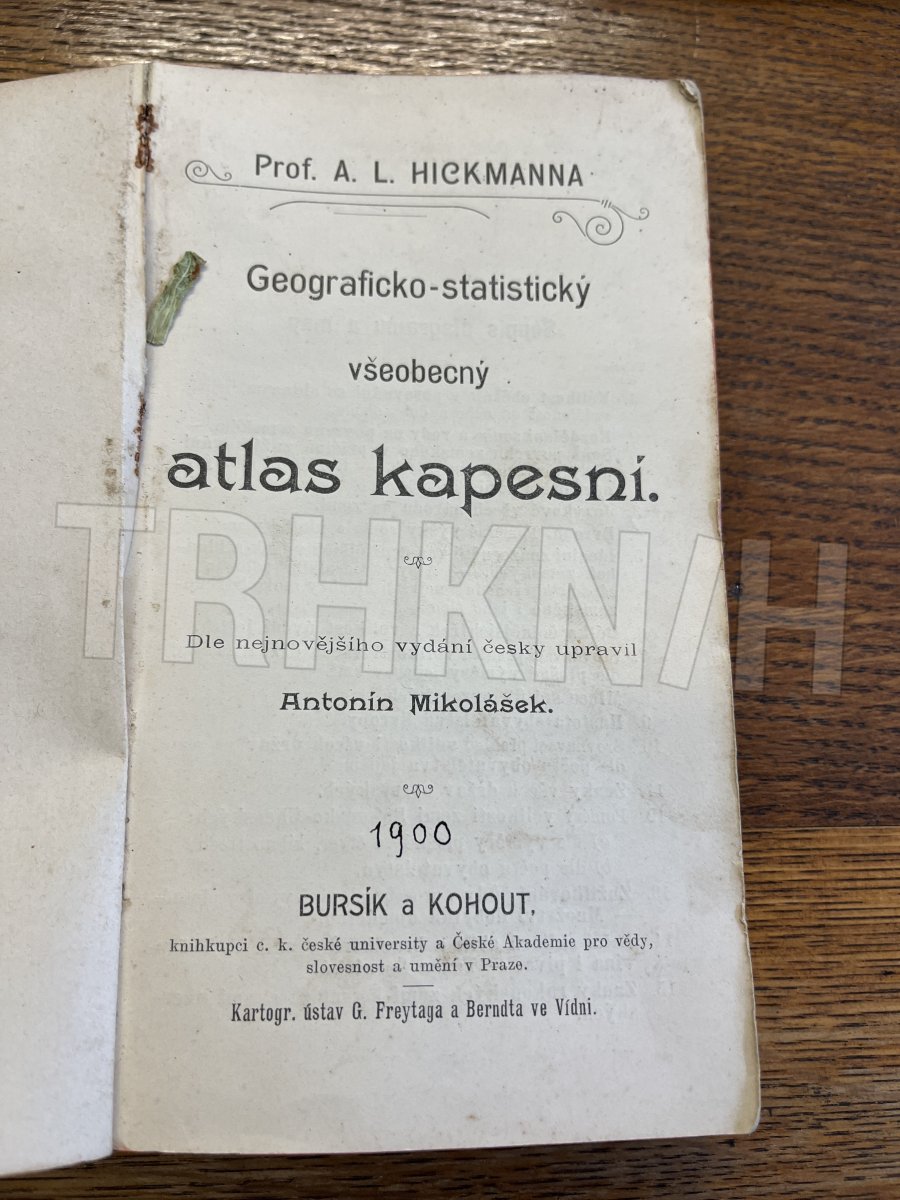 Prof. A. L. HICKMANNA
Geograficko-statistický
všeobecný
atlas kapesní.
TRHKNIH
Dle nejnovějšího vydání česky upravil
Antonín Mikolášek.
1900
BURSÍK a KOHOUT,
knihkupci c. k. české university a České Akademie pro vědy,
slovesnost a umění v Praze.
Kartogr. ústav G. Freytaga a Berndta ve Vídni.